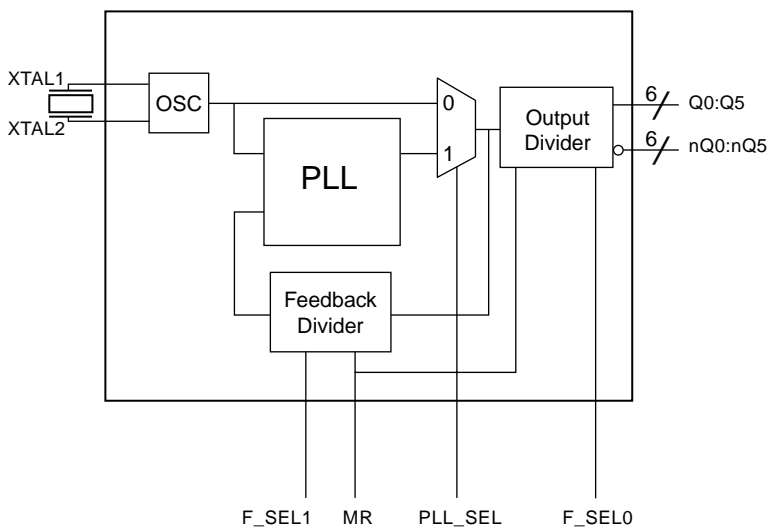 XTAL1
XTAL2
OSC
0
1
PLL
Output
Divider
6
Q0:Q5
6
nQ0:nQ5
Feedback
Divider
F_SEL1
MR
PLL_SEL
F_SEL0